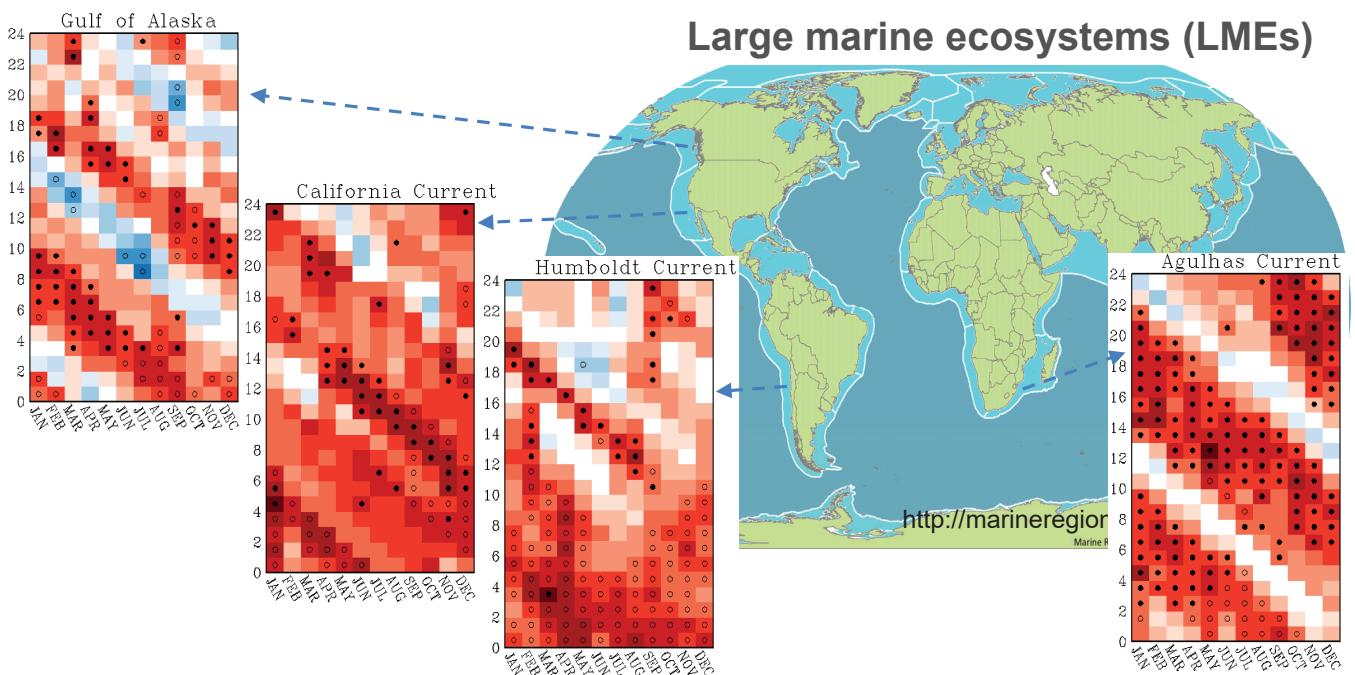 Gulf of Alaska
24
22
20
18
16
14
12
10
8
6
4
2
0
JAN
FEB
MAR
APR
MAY
JUN
JUL
AUG
SEP
OCT
NOV
DEC
Large marine ecosystems (LMEs)
California Current
24
22
20
18
16
14
12
10
8
6
4
2
0
JAN
FEB
MAR
APR
MAY
JUN
JUL
AUG
SEP
OCT
NOV
DEC
Humboldt Current
24
22
20
18
16
14
12
10
8
6
4
2
0
JAN
FEB
MAR
APR
MAY
JUN
JUL
AUG
SEP
OCT
NOV
DEC
http://marineregion
Marine R
Agulhas Current
24
22
20
18
16
14
12
10
8
6
4
2
0
JAN
FEB
MAR
APR
MAY
JUN
JUL
AUG
SEP
OCT
NOV
DEC